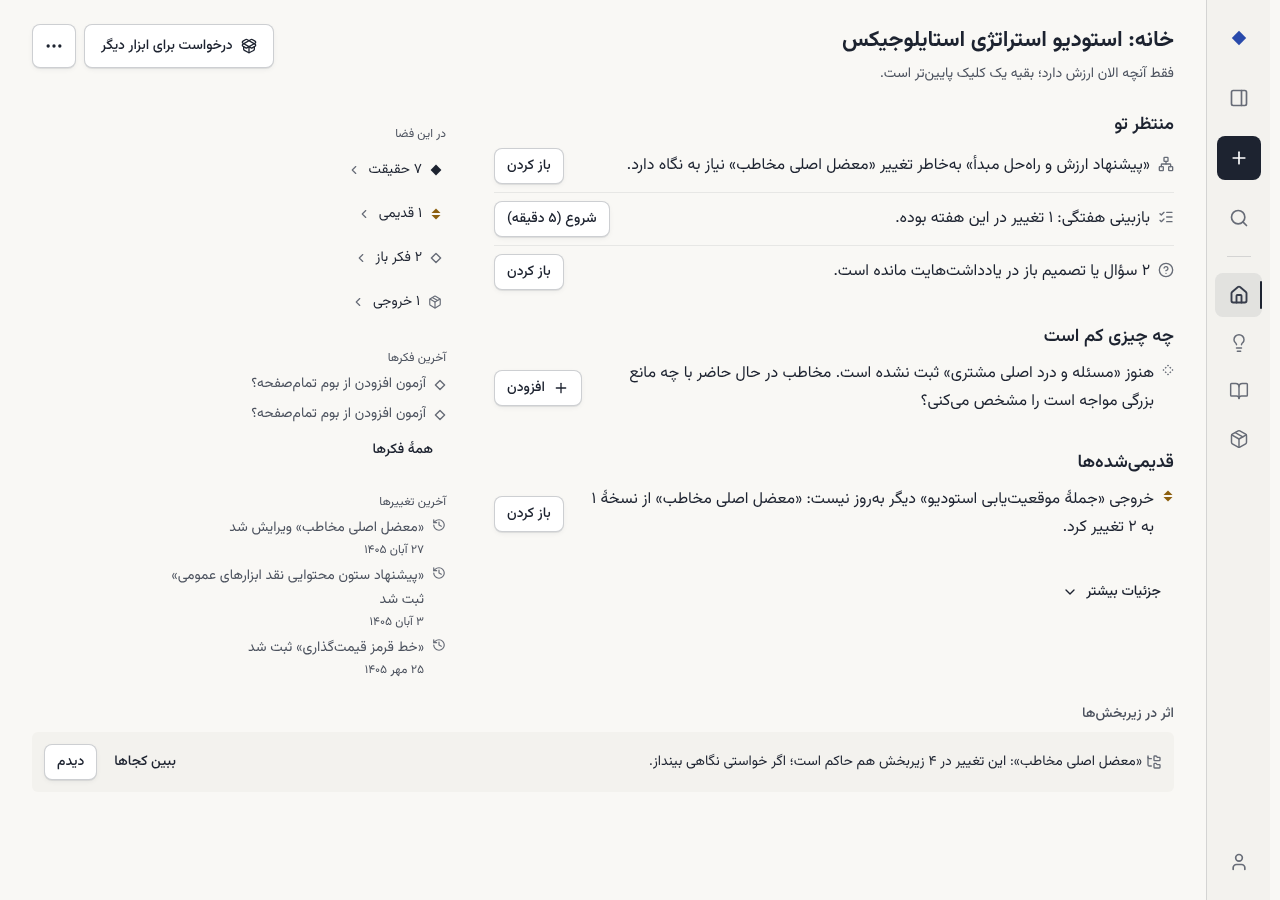 خانه: استودیو استراتژی استایلوجیکس
فقط آنچه الان ارزش دارد؛ بقیه یک کلیک پایین‌تر است.
درخواست برای ابزار دیگر
منتظر تو
«پیشنهاد ارزش و راه‌حل مبدأ» به‌خاطر تغییر «معضل اصلی مخاطب» نیاز به نگاه دارد.
باز کردن
بازبینی هفتگی: ۱ تغییر در این هفته بوده.
شروع (۵ دقیقه)
۲ سؤال یا تصمیم باز در یادداشت‌هایت مانده است.
باز کردن
چه چیزی کم است
هنوز «مسئله و درد اصلی مشتری» ثبت نشده است. مخاطب در حال حاضر با چه مانع
بزرگی مواجه است را مشخص می‌کنی؟
افزودن
قدیمی‌شده‌ها
خروجی «جملهٔ موقعیت‌یابی استودیو» دیگر به‌روز نیست: «معضل اصلی مخاطب» از نسخهٔ ۱
به ۲ تغییر کرد.
باز کردن
جزئیات بیشتر
در این فضا
۷ حقیقت
۱ قدیمی
۲ فکر باز
۱ خروجی
آخرین فکرها
آزمون افزودن از بوم تمام‌صفحه؟
آزمون افزودن از بوم تمام‌صفحه؟
همهٔ فکرها
آخرین تغییرها
«معضل اصلی مخاطب» ویرایش شد
۲۷ آبان ۱۴۰۵
«پیشنهاد ستون محتوایی نقد ابزارهای عمومی»
ثبت شد
۳ آبان ۱۴۰۵
«خط قرمز قیمت‌گذاری» ثبت شد
۲۵ مهر ۱۴۰۵
اثر در زیربخش‌ها
«معضل اصلی مخاطب»: این تغییر در ۴ زیربخش هم حاکم است؛ اگر خواستی نگاهی بینداز.
ببین کجاها
دیدم